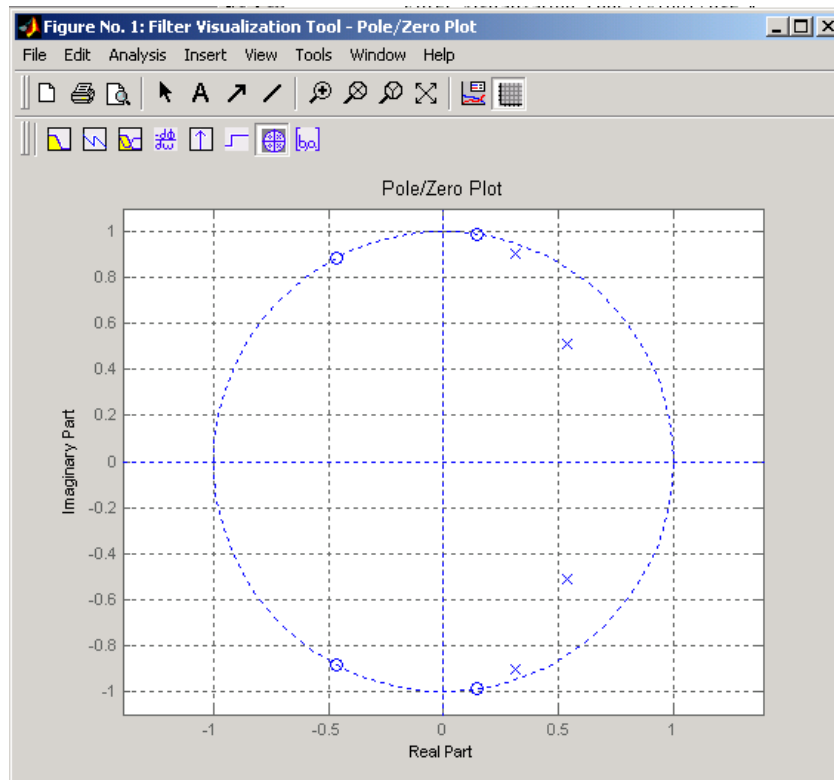 Figure No. 1: Filter Visualization Tool - Pole/Zero Plot
File Edit Analysis Insert View Tools Window Help
A
-dϕ
dω
[b,a]
Pole/Zero Plot
1
0.8
0.6
0.4
0.2
0
-0.2
-0.4
-0.6
-0.8
-1
Imaginary Part
-1 -0.5 0 0.5 1
Real Part